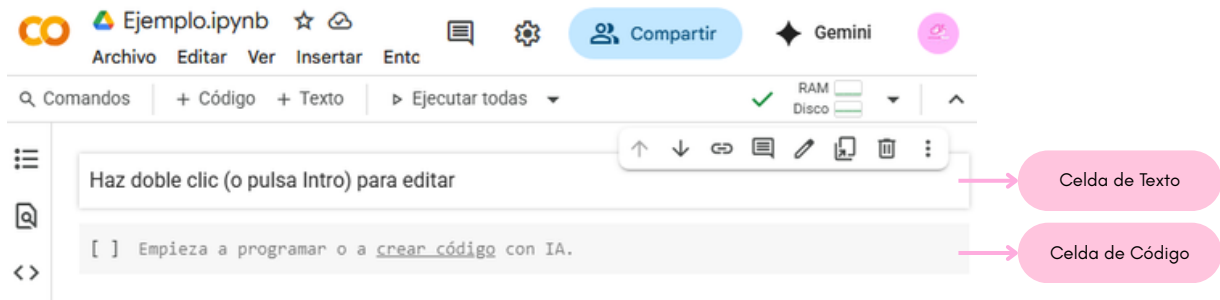 Ejemplo.ipynb
Archivo Editar Ver Insertar Entc
Compartir
Gemini
Comandos + Código + Texto Ejecutar todas
RAM
Disco
Haz doble clic (o pulsa Intro) para editar
Celda de Texto
[ ] Empieza a programar o a crear código con IA.
Celda de Código